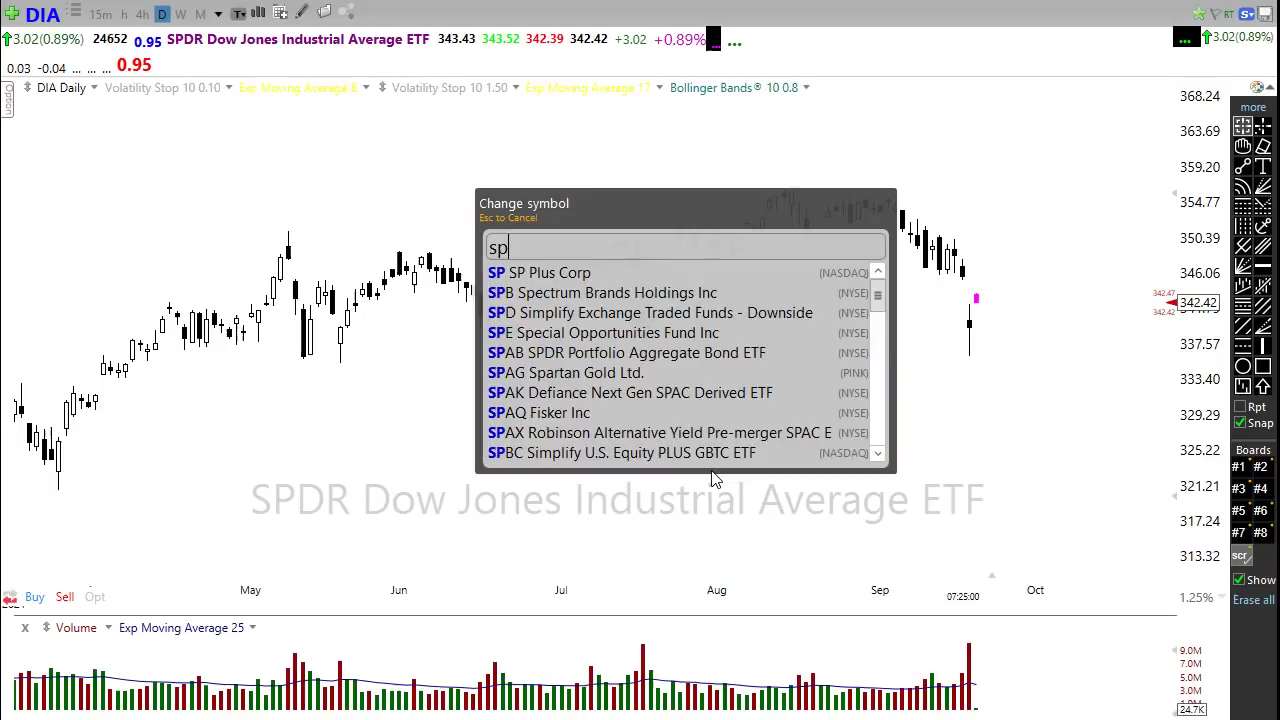 DIA
15m h 4h D W M T
RT S
3.02(0.89%) 24652 0.95 SPDR Dow Jones Industrial Average ETF 343.43 343.52 342.39 342.42 +3.02 +0.89% ... ...
... 3.02(0.89%)
0.03 -0.04 ... ... 0.95
Option
DIA Daily Volatility Stop 10 0.10 Exp Moving Average 8 Volatility Stop 10 1.50 Exp Moving Average 17 Bollinger Bands® 10 0.8
368.24
363.69
359.20
354.77
350.39
346.06
342.47
342.42
342.42
337.57
333.40
329.29
325.22
321.21
317.24
313.32
more
Rpt
Snap
Boards
#1 #2
#3 #4
#5 #6
#7 #8
scr
Show
Erase all
Change symbol
Esc to Cancel
sp
SP SP Plus Corp (NASDAQ)
SPB Spectrum Brands Holdings Inc (NYSE)
SPD Simplify Exchange Traded Funds - Downside (NYSE)
SPE Special Opportunities Fund Inc (NYSE)
SPAB SPDR Portfolio Aggregate Bond ETF (NYSE)
SPAG Spartan Gold Ltd. (PINK)
SPAK Defiance Next Gen SPAC Derived ETF (NYSE)
SPAQ Fisker Inc (NYSE)
SPAX Robinson Alternative Yield Pre-merger SPAC E (NYSE)
SPBC Simplify U.S. Equity PLUS GBTC ETF (NASDAQ)
SPDR Dow Jones Industrial Average ETF
May Jun Jul Aug Sep Oct
07:25:00
Buy Sell Opt
1.25%
X Volume Exp Moving Average 25
9.0M
7.0M
5.0M
3.0M
24.7K